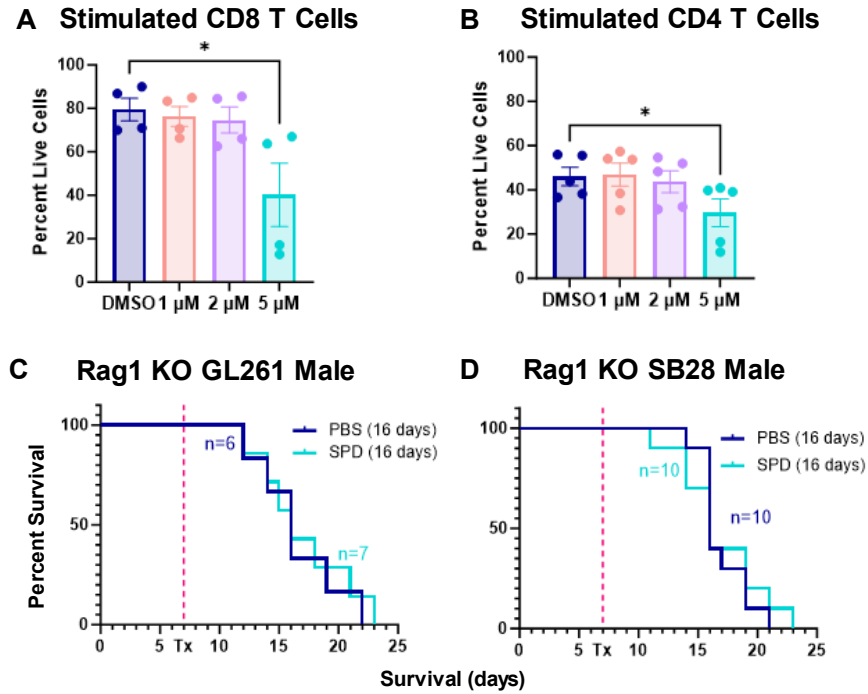 A Stimulated CD8 T Cells
B Stimulated CD4 T Cells
*
100
80
60
40
20
0
Percent Live Cells
DMSO 1 µM 2 µM 5 µM
*
100
80
60
40
20
0
Percent Live Cells
DMSO 1 µM 2 µM 5 µM
C Rag1 KO GL261 Male
D Rag1 KO SB28 Male
100
50
0
Percent Survival
n=6
PBS (16 days)
SPD (16 days)
n=7
0 5 Tx 10 15 20 25
100
50
0
PBS (16 days)
SPD (16 days)
n=10
n=10
0 5 Tx 10 15 20 25
Survival (days)